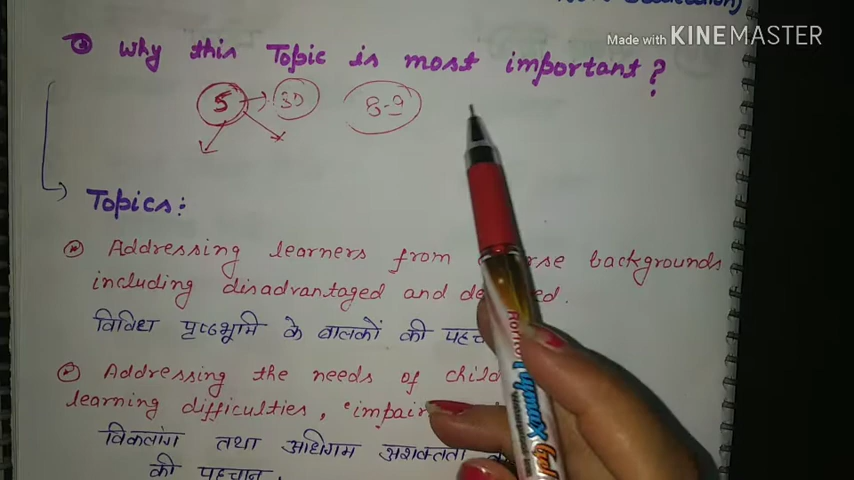 Made with KINEMASTER
Why this Topic is most important?
5 30 8-9
Topics:
Addressing learners from backgrounds
including disadvantaged and
विविध पृष्ठभूमि के बालकों की
Addressing the needs of
learning difficulties,
विकलांग तथा अधिगम अशक्तता
की पहचान.